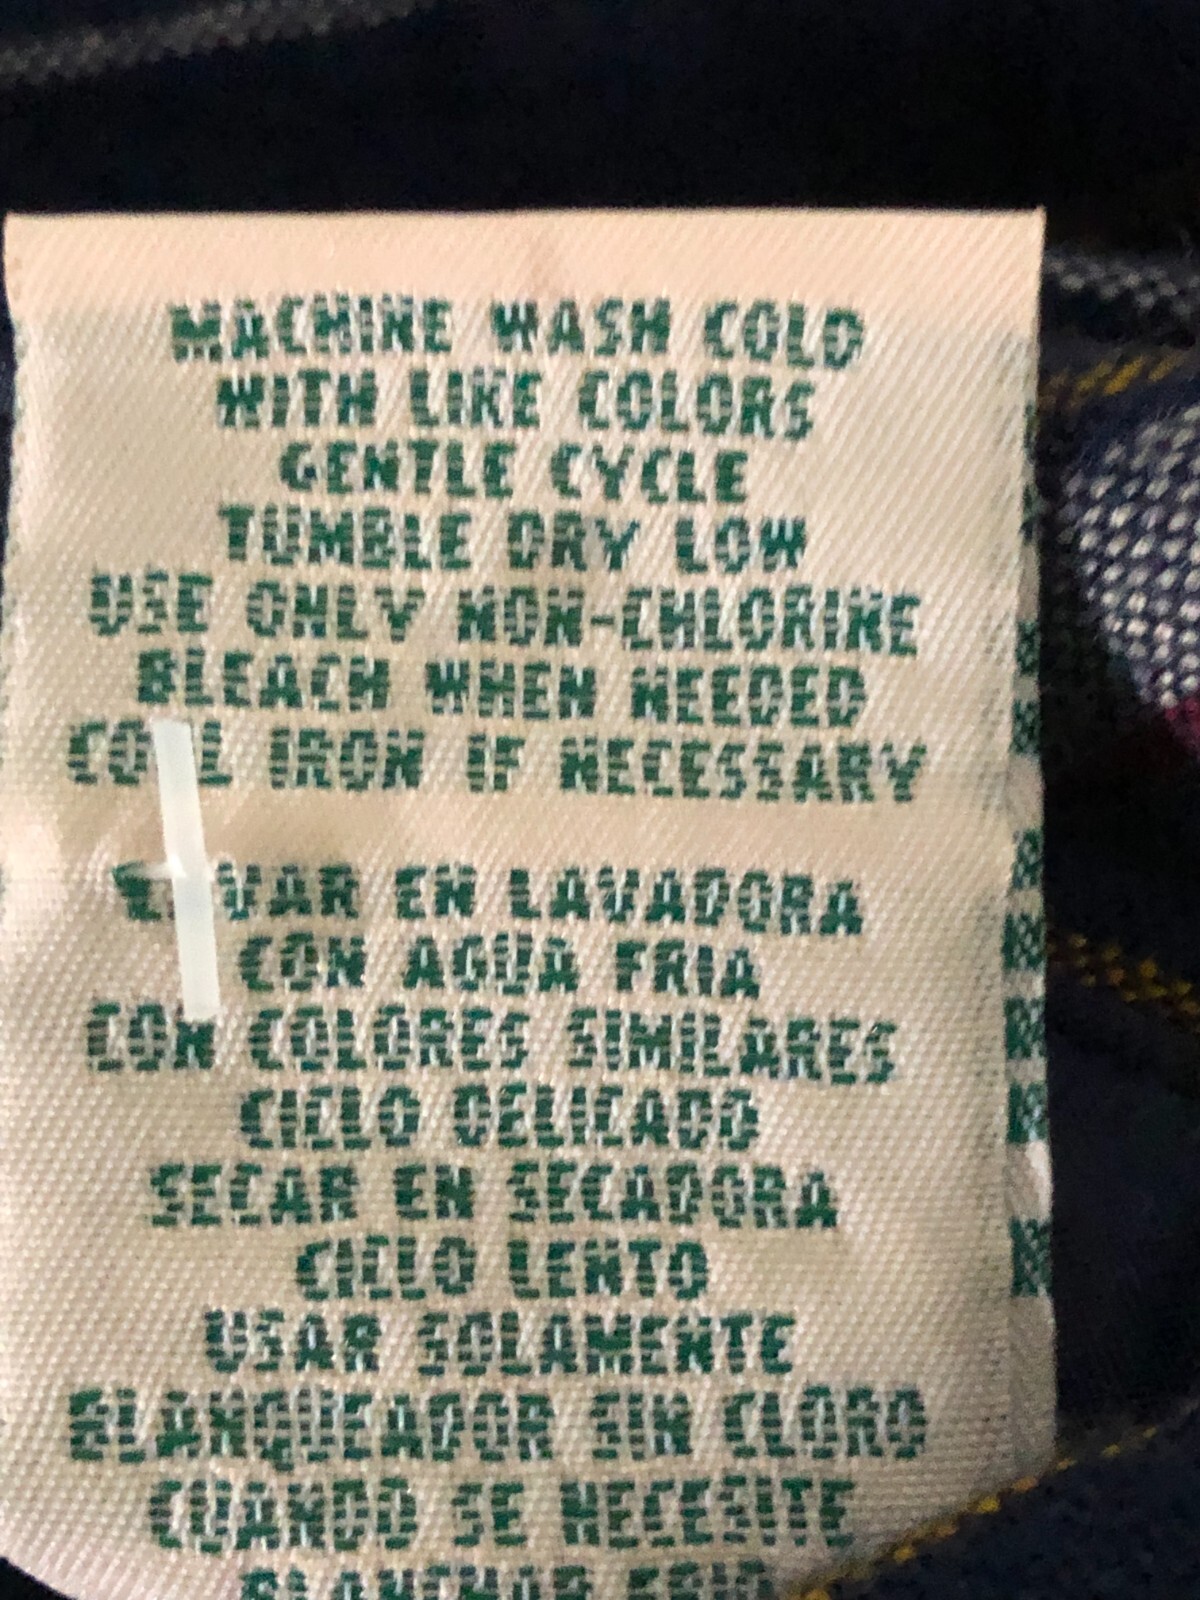 MACHINE WASH COLD
WITH LIKE COLORS
GENTLE CYCLE
TUMBLE DRY LOW
USE ONLY NON-CHLORINE
BLEACH WHEN NEEDED
COOL IRON IF NECESSARY
LAVAR EN LAVADORA
CON AGUA FRIA
CON COLORES SIMILARES
CICLO DELICADO
SECAR EN SECADORA
CICLO LENTO
USAR SOLAMENTE
BLANQUEADOR SIN CLORO
CUANDO SE NECESITE